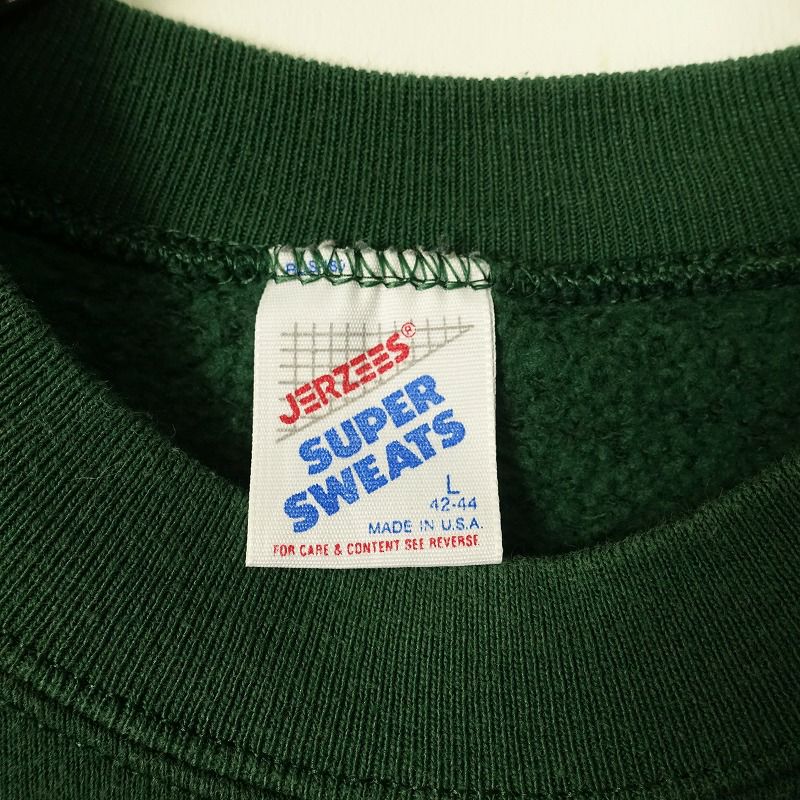 JERZEES®
SUPER
SWEATS
L
42-44
MADE IN U.S.A.
FOR CARE & CONTENT SEE REVERSE